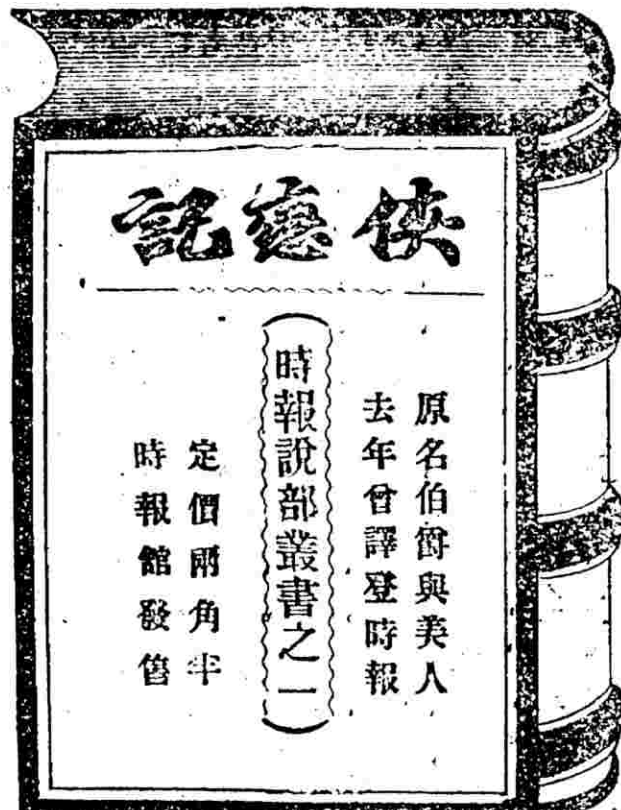 俠戀記
原名伯爵與美人
去年曾譯登時報
時報說部叢書之一
定價兩角半
時報館發售